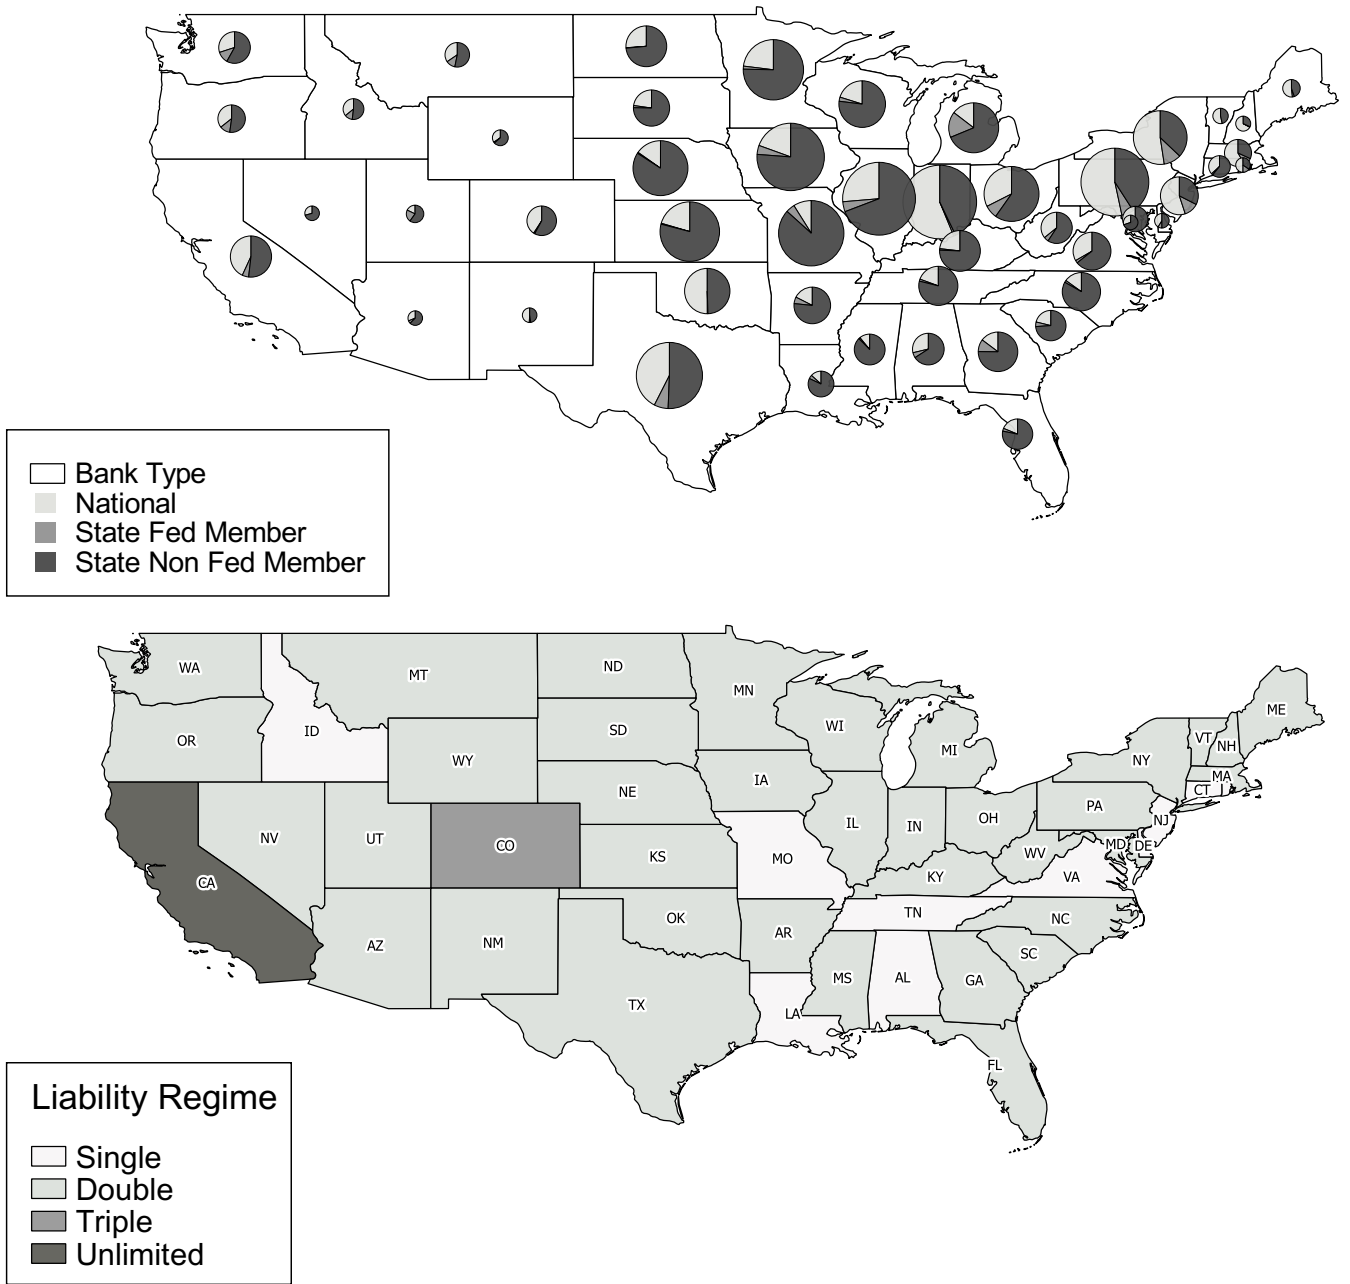 Bank Type
National
State Fed Member
State Non Fed Member
WA
MT
ND
MN
ME
OR
ID
SD
WI
MI
VT
NH
NY
WY
IA
MA
CT
NE
PA
NV
UT
CO
IL
IN
OH
NJ
KS
MO
WV
MD
DE
CA
KY
VA
OK
TN
NC
AZ
NM
AR
SC
TX
MS
AL
GA
LA
FL
Liability Regime
Single
Double
Triple
Unlimited